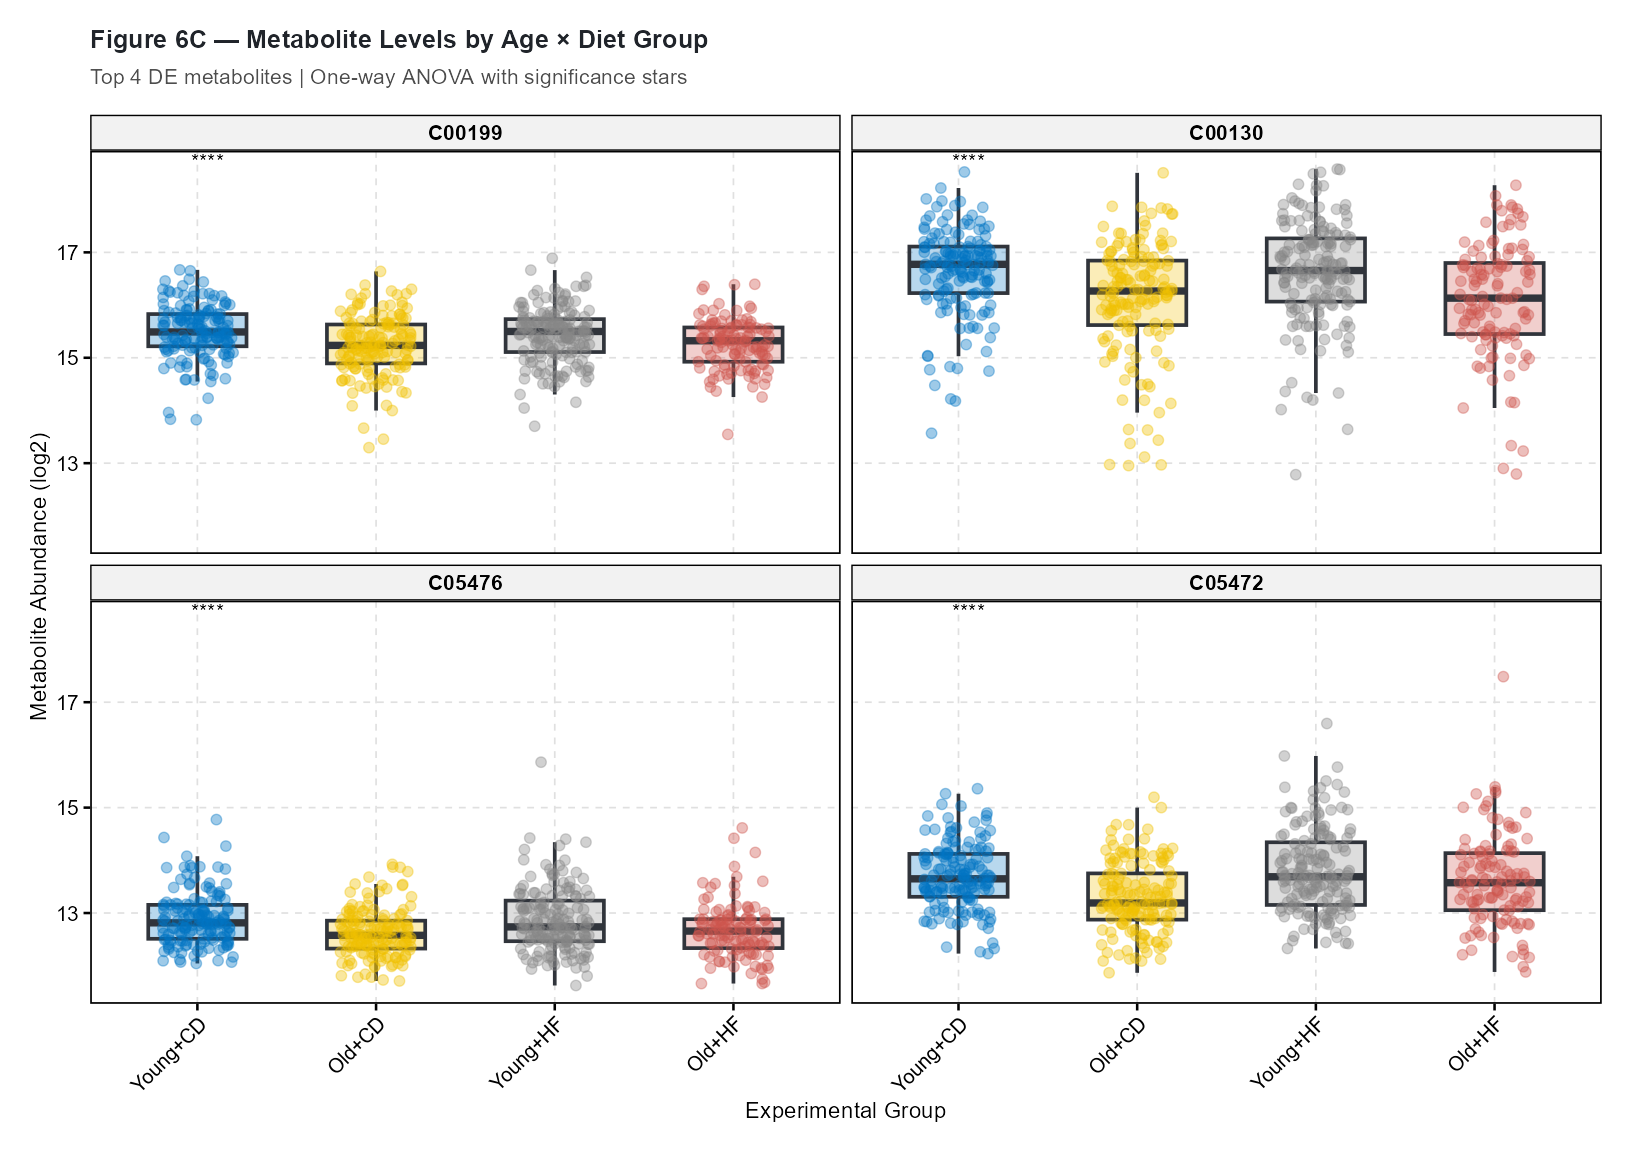 Figure 6C — Metabolite Levels by Age × Diet Group
Top 4 DE metabolites | One-way ANOVA with significance stars
C00199
C00130
****
****
17
15
13
C05476
C05472
****
****
17
15
13
Metabolite Abundance (log2)
Young+CD
Old+CD
Young+HF
Old+HF
Young+CD
Old+CD
Young+HF
Old+HF
Experimental Group